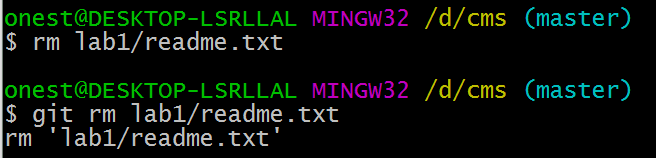 onest@DESKTOP-LSRLLAL MINGW32 /d/cms (master)
$ rm lab1/readme.txt
onest@DESKTOP-LSRLLAL MINGW32 /d/cms (master)
$ git rm lab1/readme.txt
rm 'lab1/readme.txt'